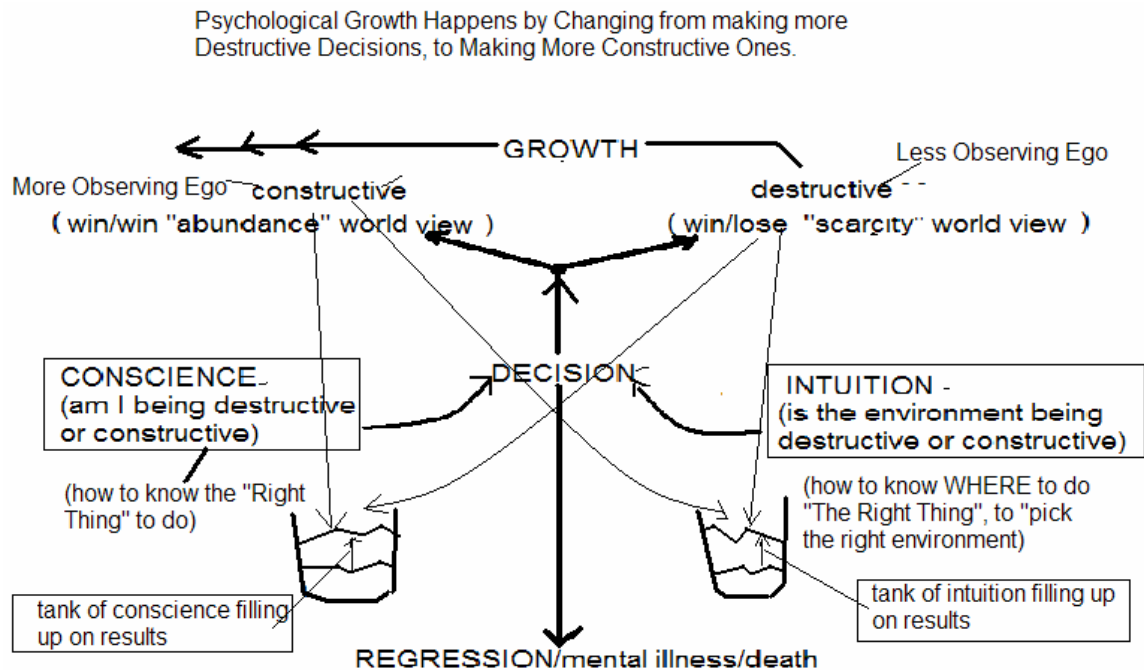 Psychological Growth Happens by Changing from making more
Destructive Decisions, to Making More Constructive Ones.
GROWTH
Less Observing Ego
More Observing Ego
constructive
destructive
( win/win "abundance" world view )
( win/lose "scarcity" world view )
DECISION
CONSCIENCE-
(am I being destructive
or constructive)
INTUITION -
(is the environment being
destructive or constructive)
(how to know the "Right
Thing" to do)
(how to know WHERE to do
"The Right Thing", to "pick
the right environment)
tank of conscience filling
up on results
tank of intuition filling up
on results
REGRESSION/mental illness/death